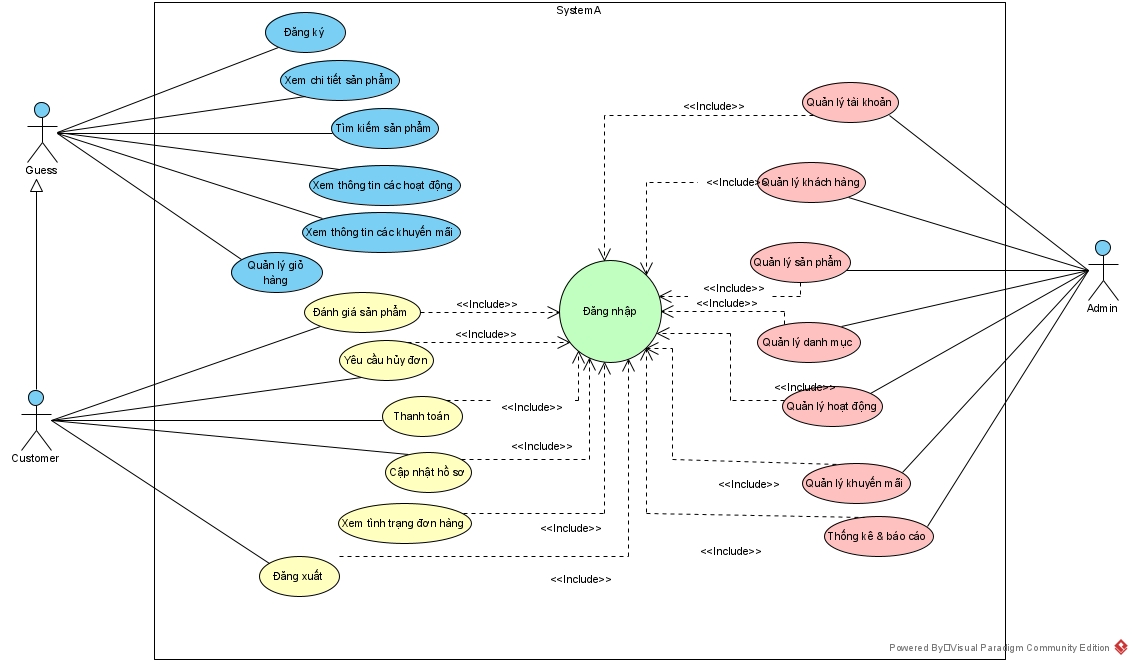 SystemA
Đăng ký
Xem chi tiết sản phẩm
Tìm kiếm sản phẩm
Xem thông tin các hoạt động
Xem thông tin các khuyến mãi
Quản lý giỏ
hàng
Guess
Customer
Đánh giá sản phẩm
Yêu cầu hủy đơn
Thanh toán
Cập nhật hồ sơ
Xem tình trạng đơn hàng
Đăng xuất
<<Include>>
<<Include>>
<<Include>>
<<Include>>
<<Include>>
<<Include>>
Đăng nhập
<<Include>>
<<Include>>
<<Include>>
<<Include>>
<<Include>>
<<Include>>
<<Include>>
Quản lý tài khoản
Quản lý khách hàng
Quản lý sản phẩm
Quản lý danh mục
Quản lý hoạt động
Quản lý khuyến mãi
Thống kê & báo cáo
Admin
Powered By Visual Paradigm Community Edition